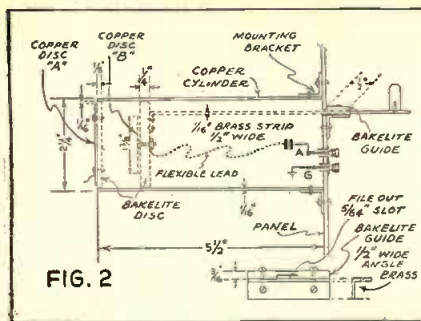 COPPER
DISC
"A"
COPPER
DISC
"B"
MOUNTING
BRACKET
COPPER
CYLINDER
1/16" BRASS STRIP
1/2" WIDE
BAKELITE
GUIDE
A
G
FLEXIBLE LEAD
BAKELITE
DISC
1/16"
5 1/2"
PANEL
FILE OUT
5/64" SLOT
BAKELITE
GUIDE
1/2" WIDE
ANGLE
BRASS
3/16"
FIG. 2